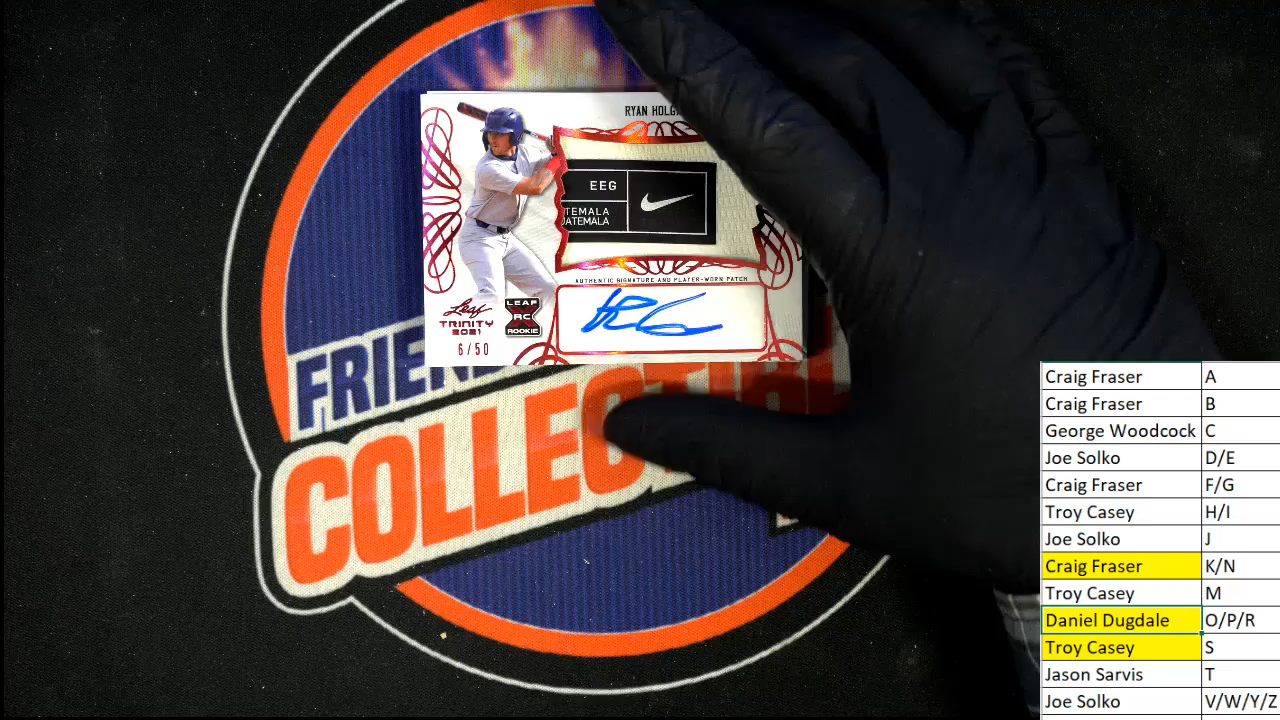 RYAN HOLG
EEG
TEMALA
UATEMALA
AUTHENTIC SIGNATURE AND PLAYER-WORN PATCH
Leaf
TRINITY
2021
LEAF
RC
ROOKIE
6/50
FRIEN
COLLECTI
Craig Fraser A
Craig Fraser B
George Woodcock C
Joe Solko D/E
Craig Fraser F/G
Troy Casey H/I
Joe Solko J
Craig Fraser K/N
Troy Casey M
Daniel Dugdale O/P/R
Troy Casey S
Jason Sarvis T
Joe Solko V/W/Y/Z